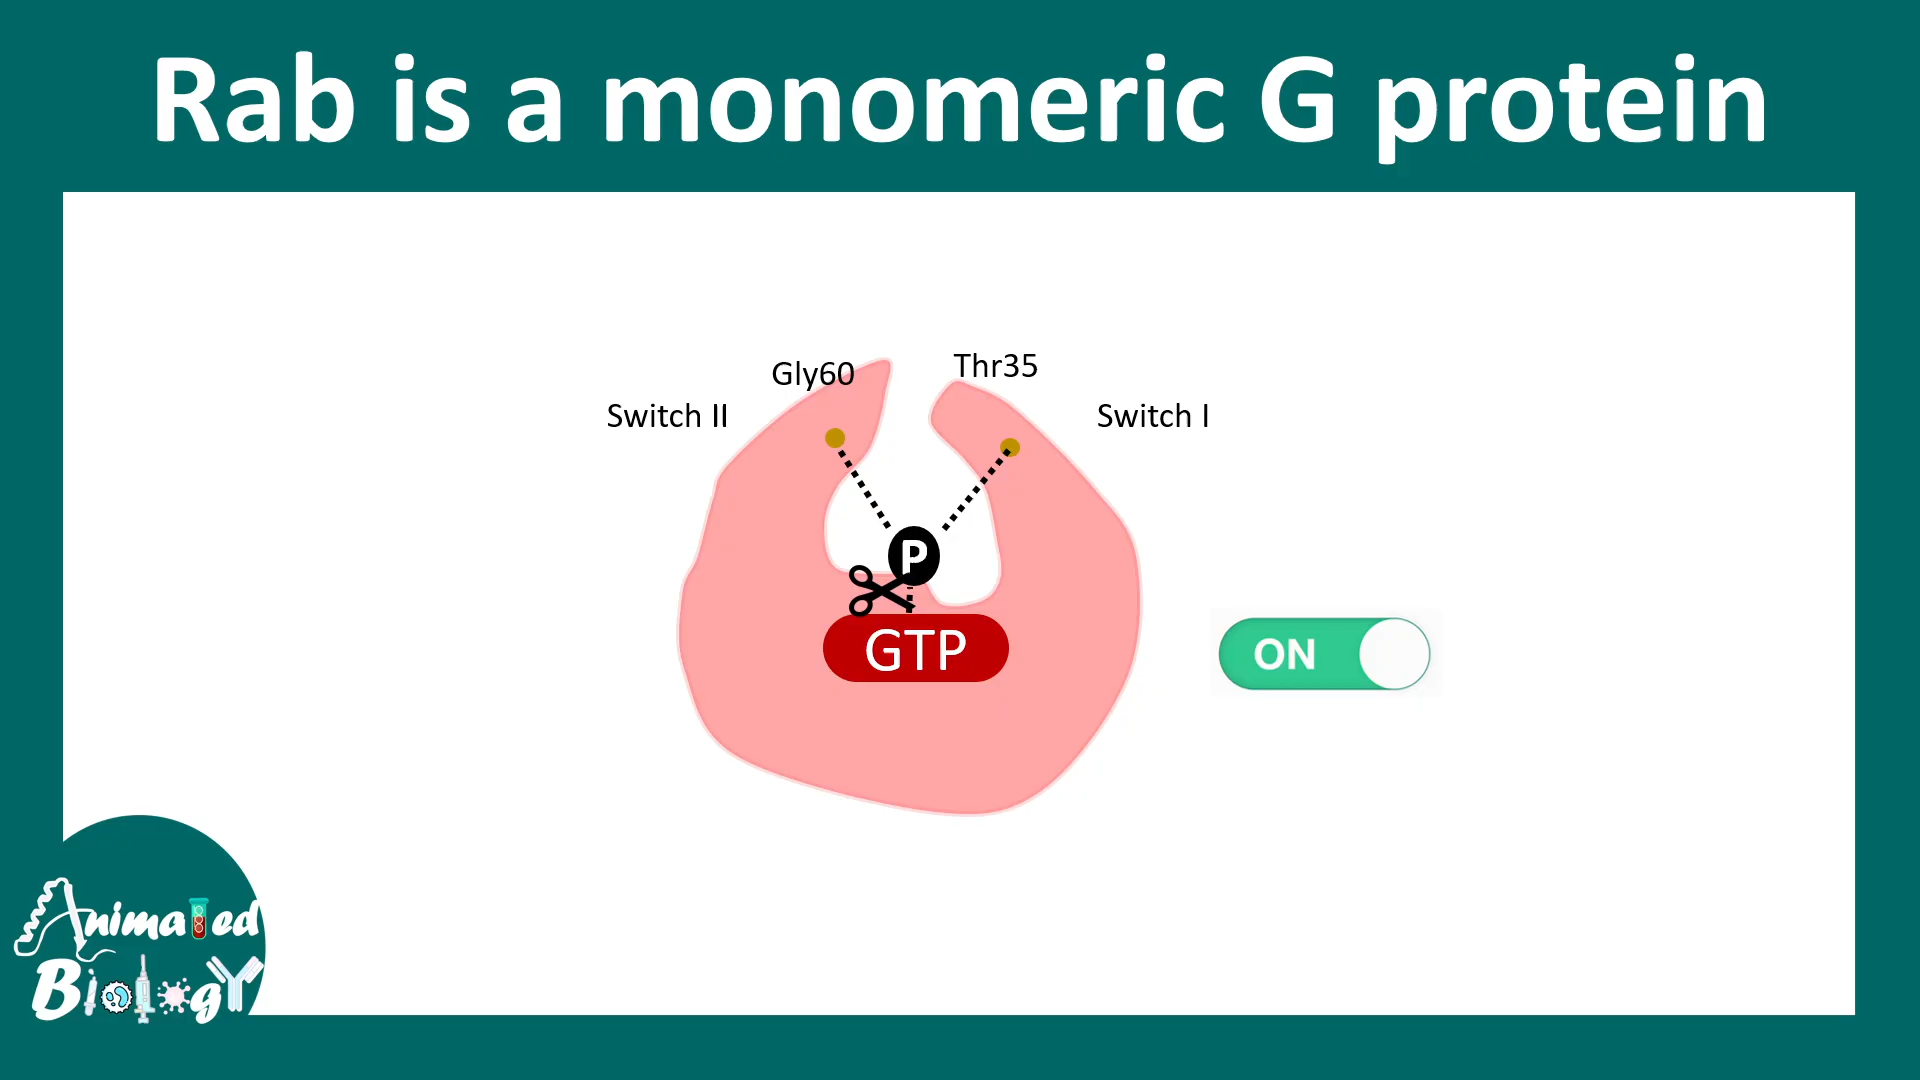 Rab is a monomeric G protein
Gly60
Thr35
Switch II
Switch I
P
GTP
ON
Animated
Biology